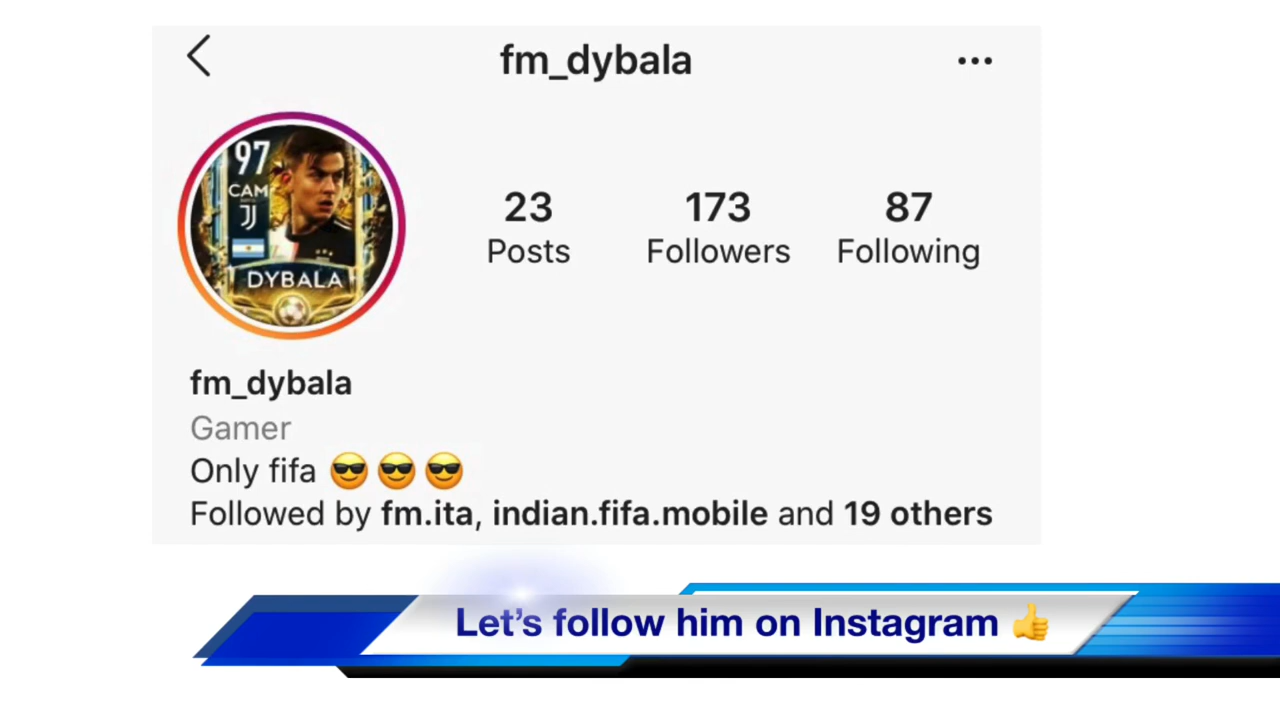 fm_dybala
97
CAM
DYBALA
23 173 87
Posts Followers Following
fm_dybala
Gamer
Only fifa 😎😎😎
Followed by fm.ita, indian.fifa.mobile and 19 others
Let's follow him on Instagram 👍